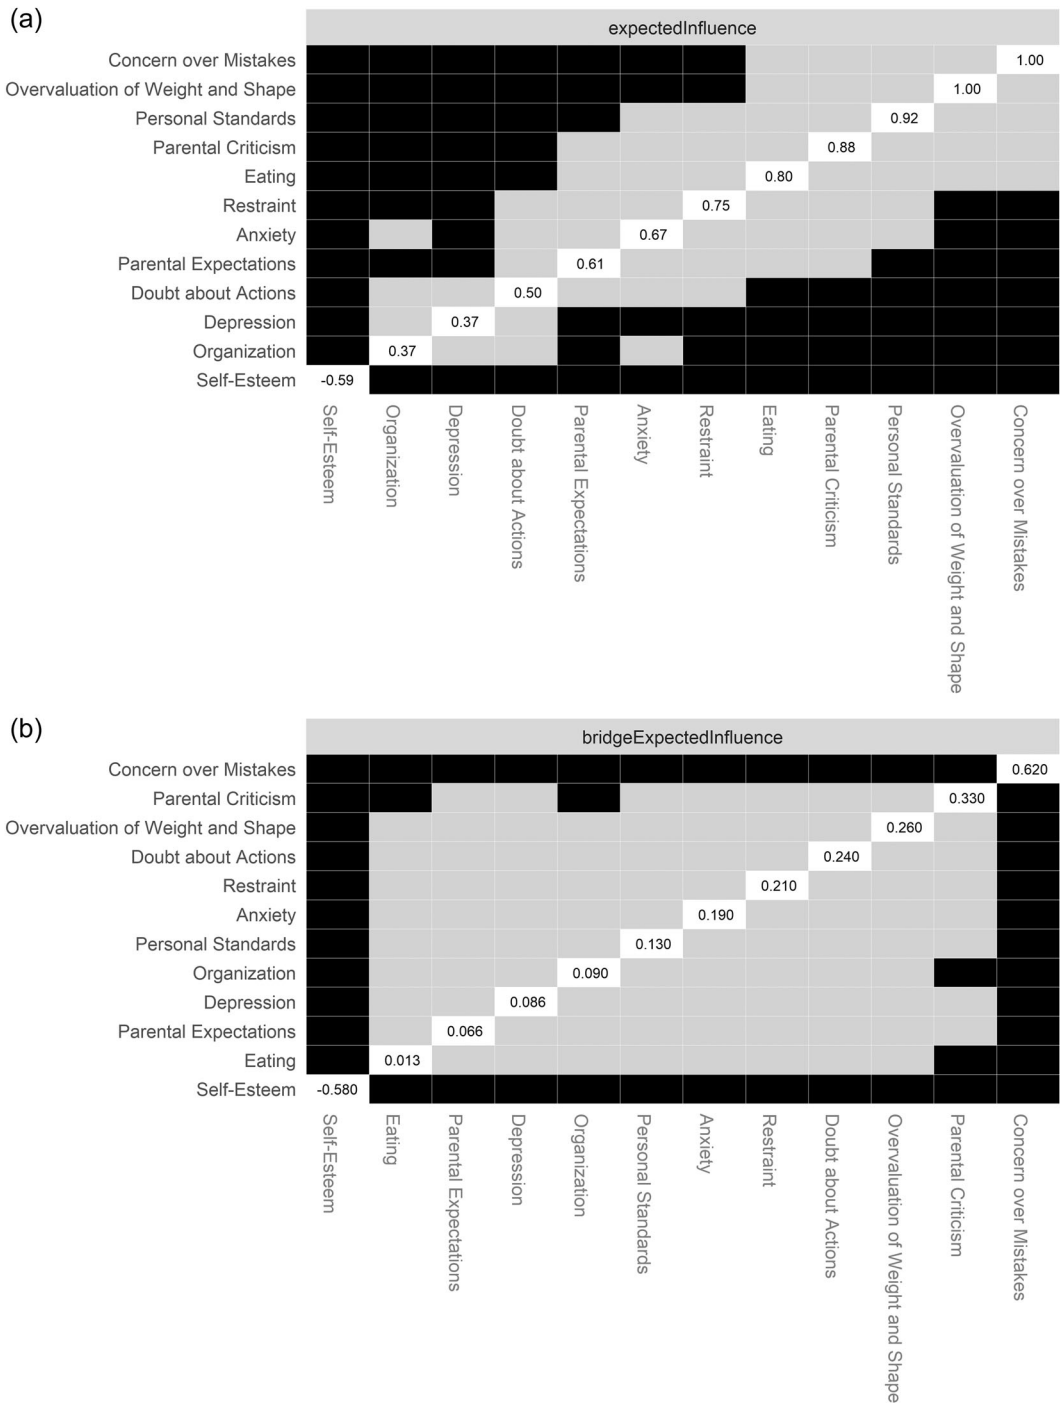 (a)
expectedInfluence
Concern over Mistakes 1.00
Overvaluation of Weight and Shape 1.00
Personal Standards 0.92
Parental Criticism 0.88
Eating 0.80
Restraint 0.75
Anxiety 0.67
Parental Expectations 0.61
Doubt about Actions 0.50
Depression 0.37
Organization 0.37
Self-Esteem -0.59
Self-Esteem
Organization
Depression
Doubt about Actions
Parental Expectations
Anxiety
Restraint
Eating
Parental Criticism
Personal Standards
Overvaluation of Weight and Shape
Concern over Mistakes
(b)
bridgeExpectedInfluence
Concern over Mistakes 0.620
Parental Criticism 0.330
Overvaluation of Weight and Shape 0.260
Doubt about Actions 0.240
Restraint 0.210
Anxiety 0.190
Personal Standards 0.130
Organization 0.090
Depression 0.086
Parental Expectations 0.066
Eating 0.013
Self-Esteem -0.580
Self-Esteem
Eating
Parental Expectations
Depression
Organization
Personal Standards
Anxiety
Restraint
Doubt about Actions
Overvaluation of Weight and Shape
Parental Criticism
Concern over Mistakes